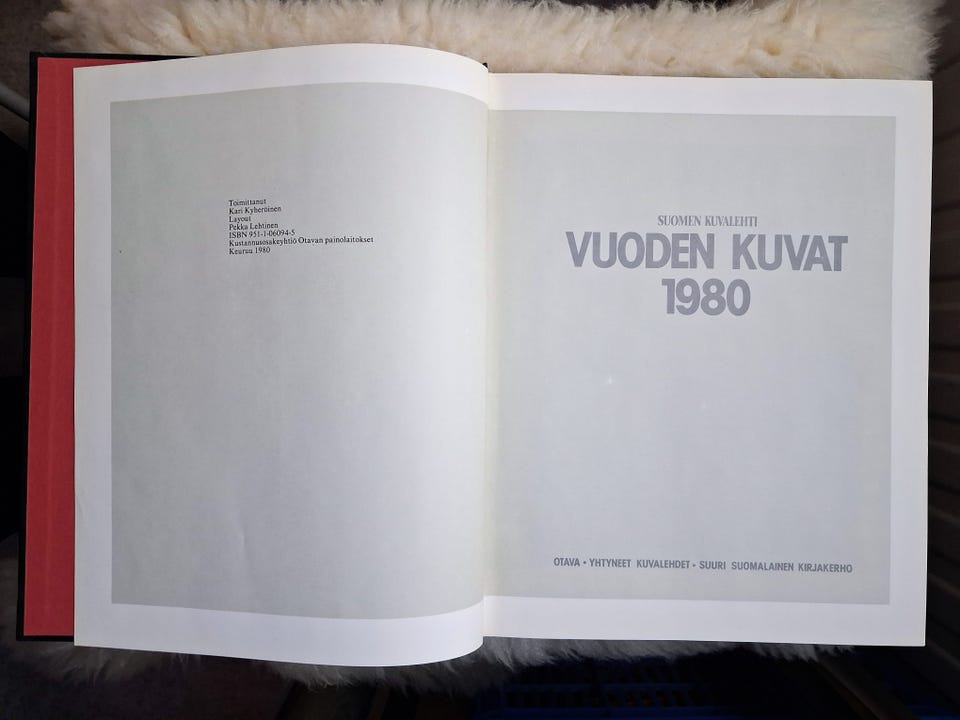 Toimittanut
Kari Kyheröinen
Layout
Pekka Lehtinen
ISBN 951-1-06094-5
Kustannusosakeyhtiö Otavan painolaitokset
Keuruu 1980
SUOMEN KUVALEHTI
VUODEN KUVAT
1980
OTAVA • YHTYNEET KUVALEHDET • SUURI SUOMALAINEN KIRJAKERHO